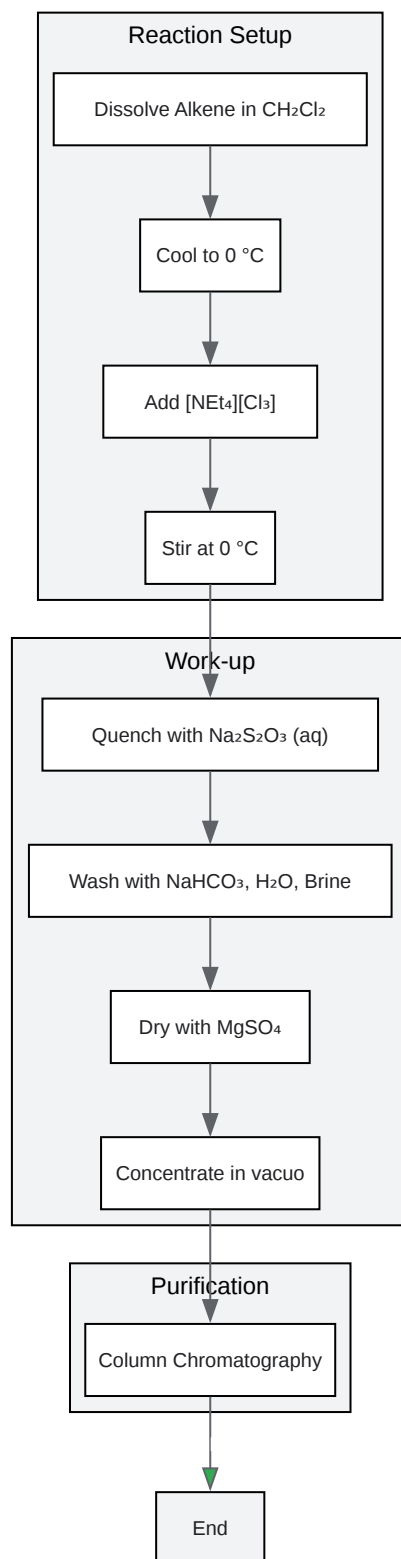 Reaction Setup
Dissolve Alkene in CH₂Cl₂
Cool to 0 °C
Add [NEt₄][Cl₃]
Stir at 0 °C
Work-up
Quench with Na₂S₂O₃ (aq)
Wash with NaHCO₃, H₂O, Brine
Dry with MgSO₄
Concentrate in vacuo
Purification
Column Chromatography
End